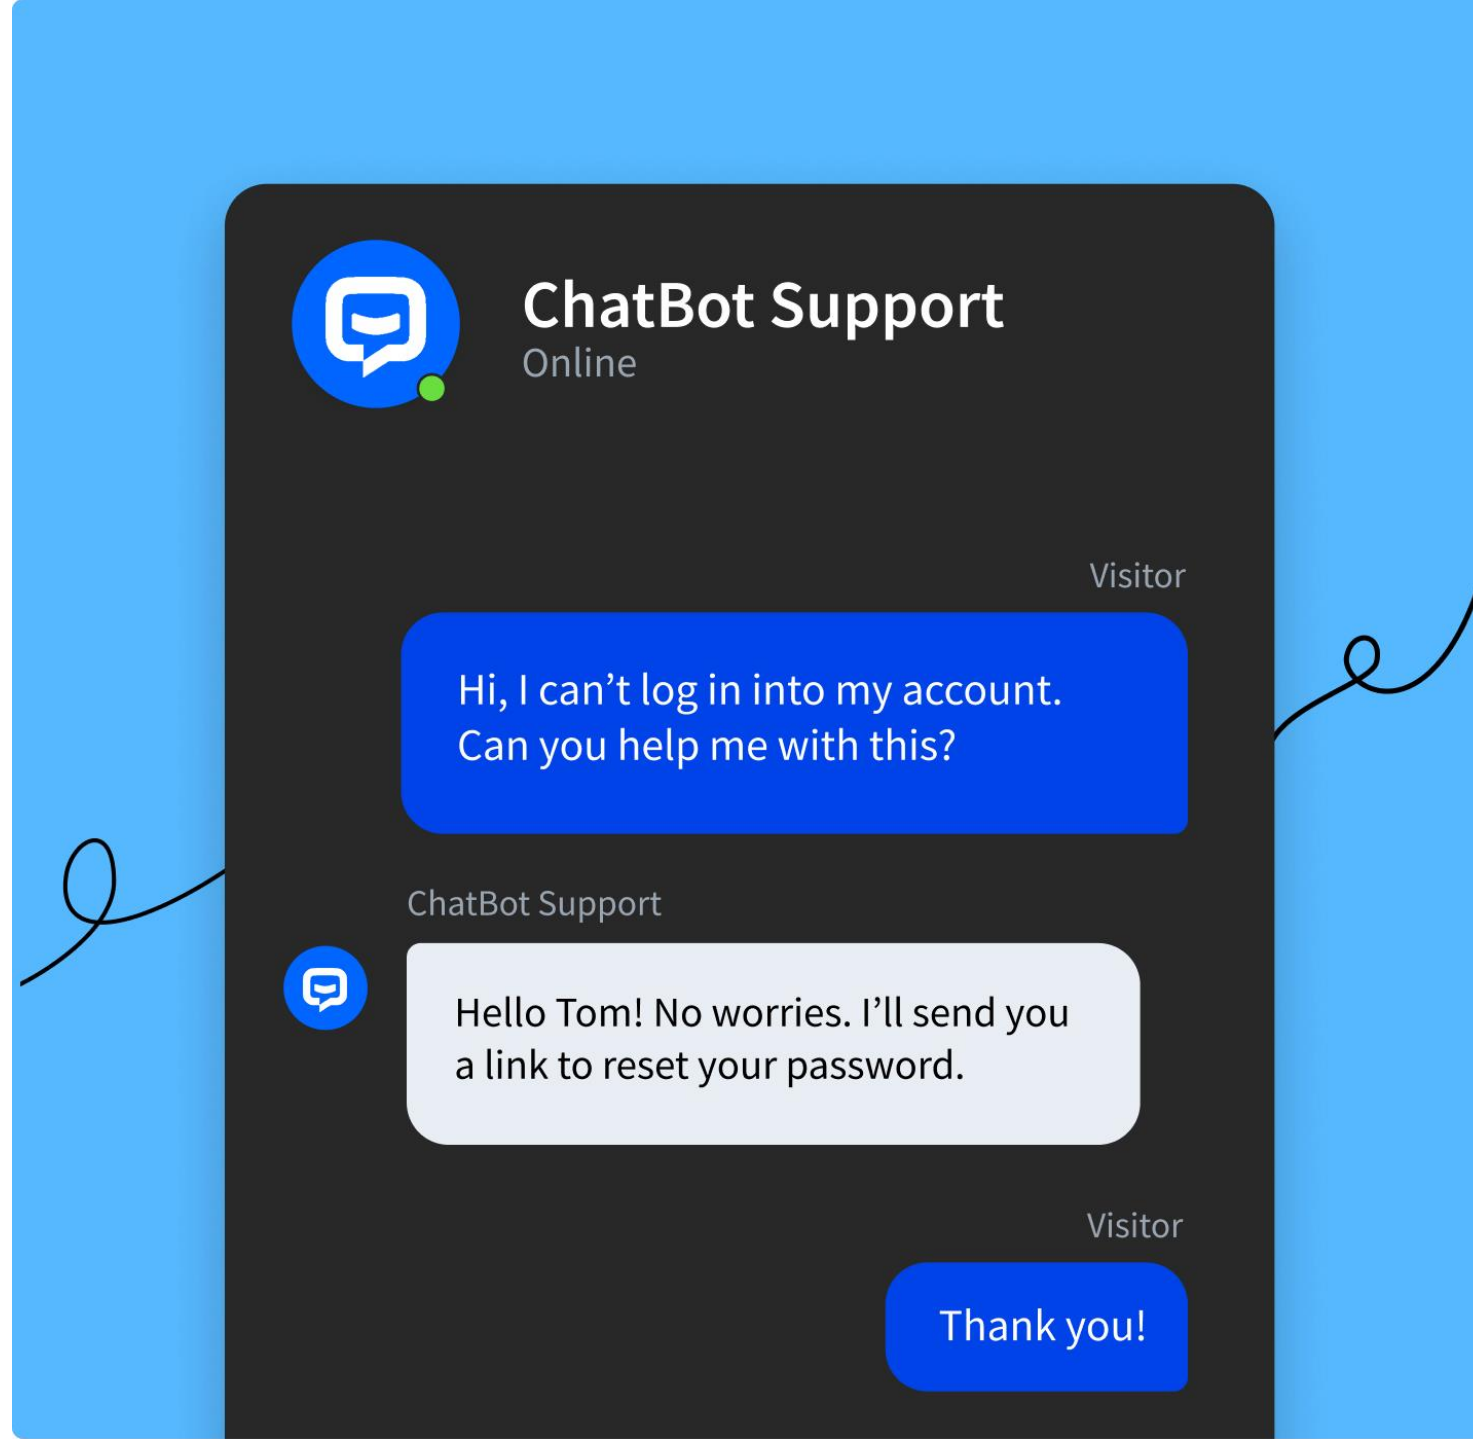 ChatBot Support
Online
Visitor
Hi, I can’t log in into my account.
Can you help me with this?
ChatBot Support
Hello Tom! No worries. I’ll send you
a link to reset your password.
Visitor
Thank you!